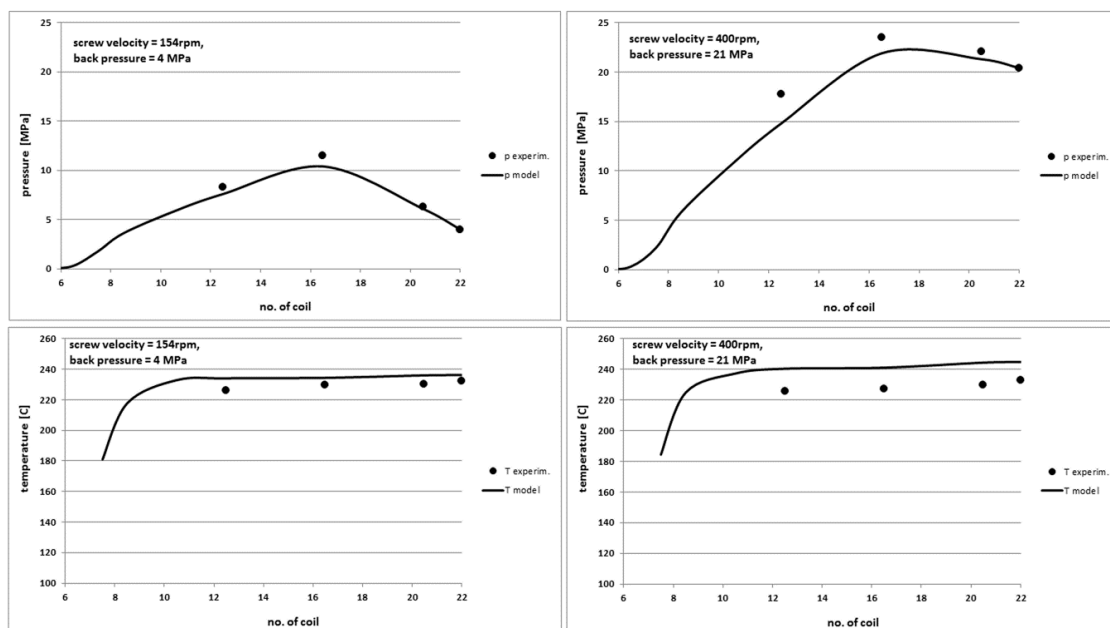 screw velocity = 154rpm,
back pressure = 4 MPa
25
20
15
10
5
0
pressure [MPa]
6 8 10 12 14 16 18 20 22
no. of coil
p experim.
p model
screw velocity = 400rpm,
back pressure = 21 MPa
25
20
15
10
5
0
pressure [MPa]
6 8 10 12 14 16 18 20 22
no. of coil
p experim.
p model
screw velocity = 154rpm,
back pressure = 4 MPa
260
240
220
200
180
160
140
120
100
temperature [C]
6 8 10 12 14 16 18 20 22
no. of coil
T experim.
T model
screw velocity = 400rpm,
back pressure = 21 MPa
260
240
220
200
180
160
140
120
100
temperature [C]
6 8 10 12 14 16 18 20 22
no. of coil
T experim.
T model